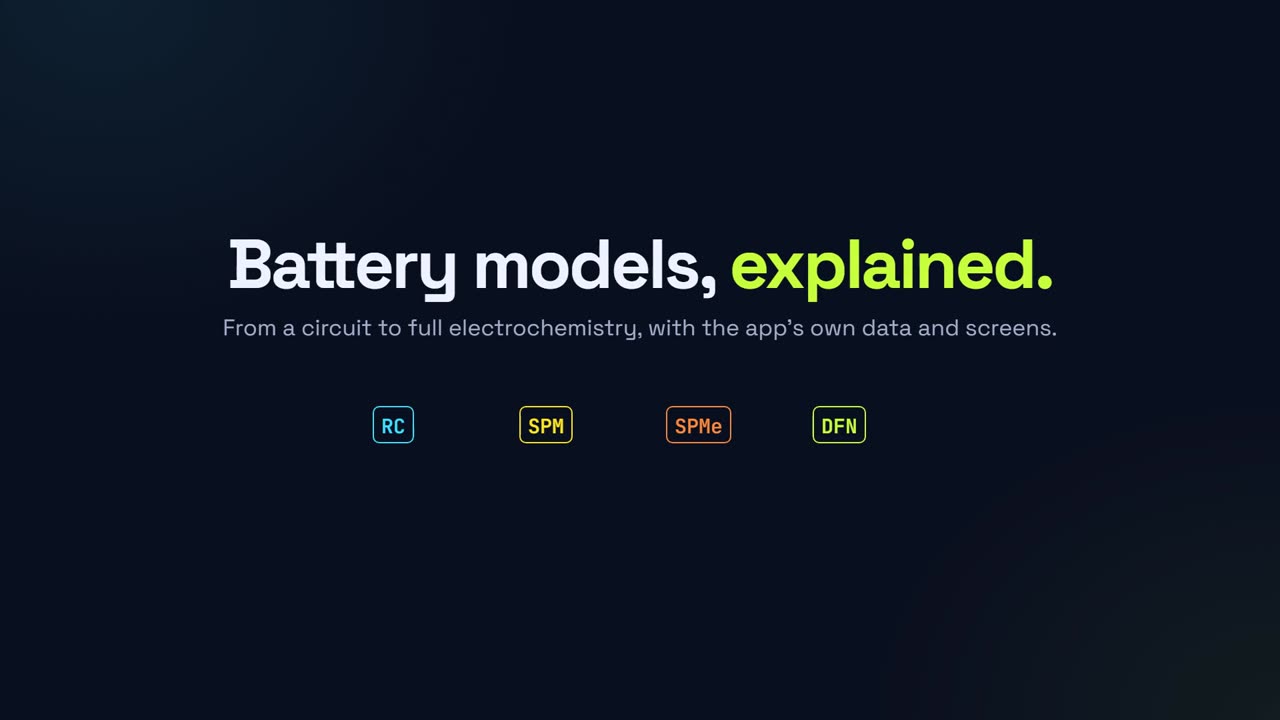 Battery models, explained.
From a circuit to full electrochemistry, with the app’s own data and screens.
RC SPM SPMe DFN